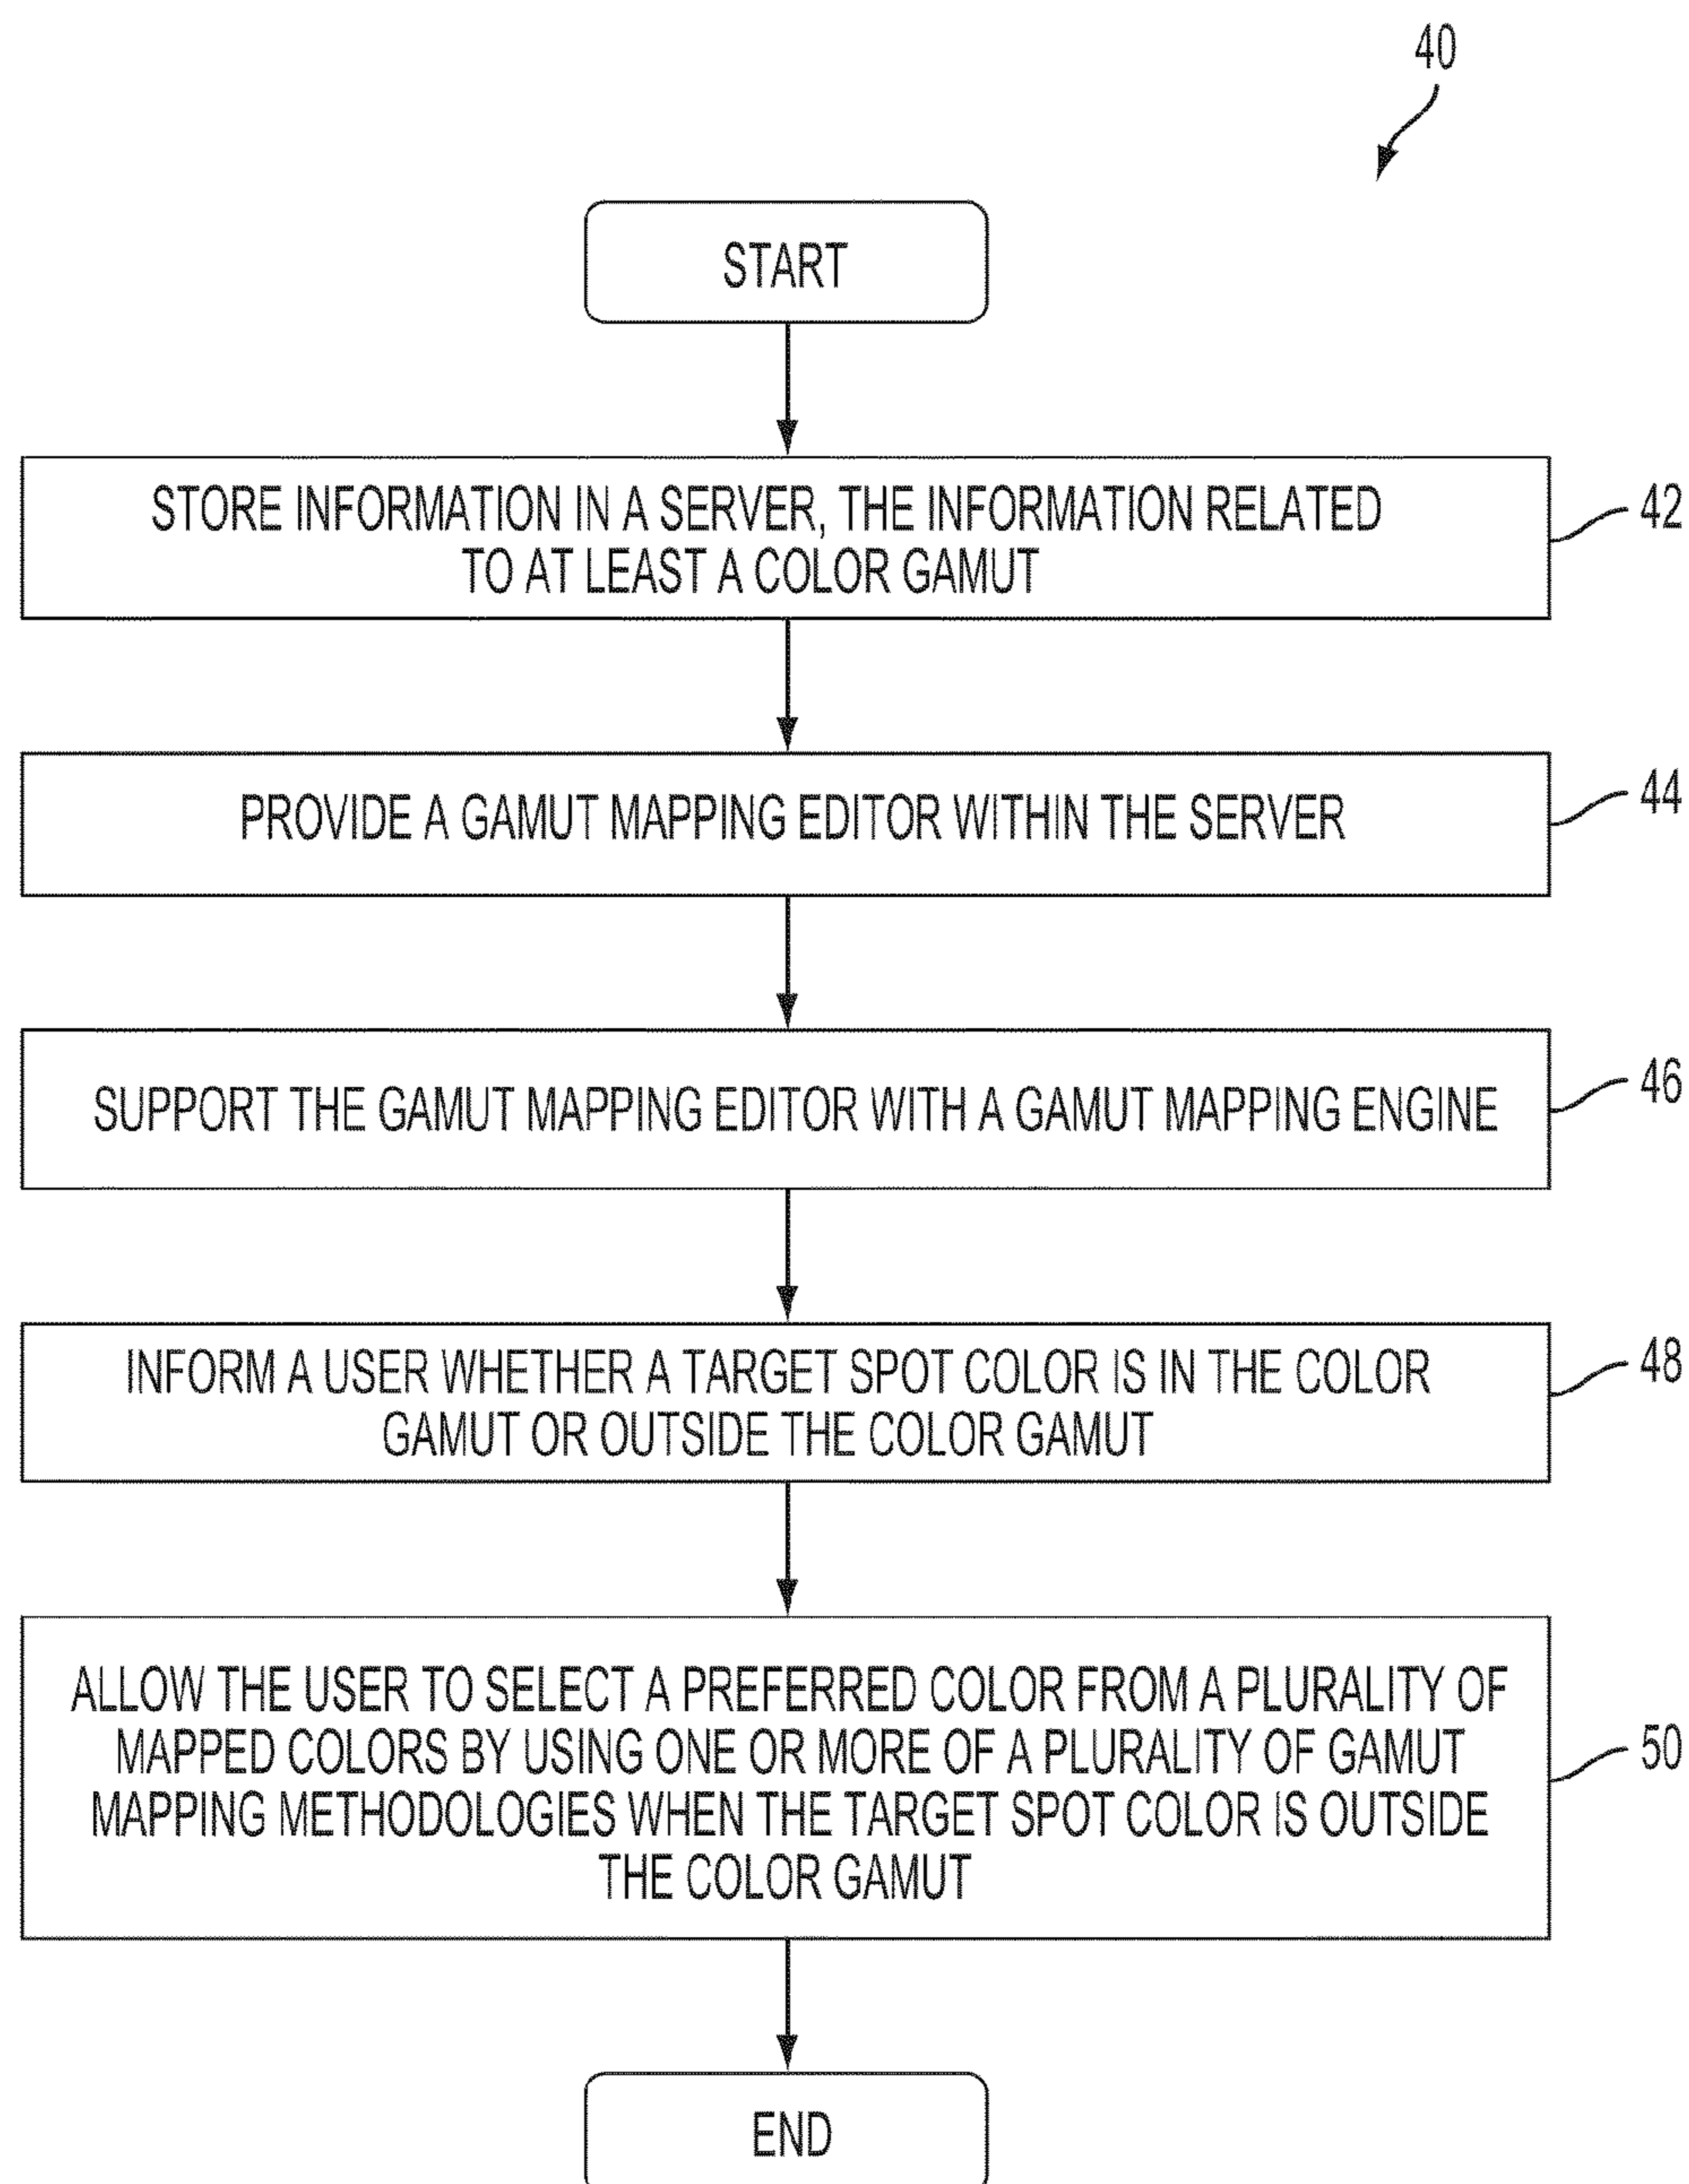 40
START
STORE INFORMATION IN A SERVER, THE INFORMATION RELATED
TO AT LEAST A COLOR GAMUT
42
PROVIDE A GAMUT MAPPING EDITOR WITHIN THE SERVER
44
SUPPORT THE GAMUT MAPPING EDITOR WITH A GAMUT MAPPING ENGINE
46
INFORM A USER WHETHER A TARGET SPOT COLOR IS IN THE COLOR
GAMUT OR OUTSIDE THE COLOR GAMUT
48
ALLOW THE USER TO SELECT A PREFERRED COLOR FROM A PLURALITY OF
MAPPED COLORS BY USING ONE OR MORE OF A PLURALITY OF GAMUT
MAPPING METHODOLOGIES WHEN THE TARGET SPOT COLOR IS OUTSIDE
THE COLOR GAMUT
50
END